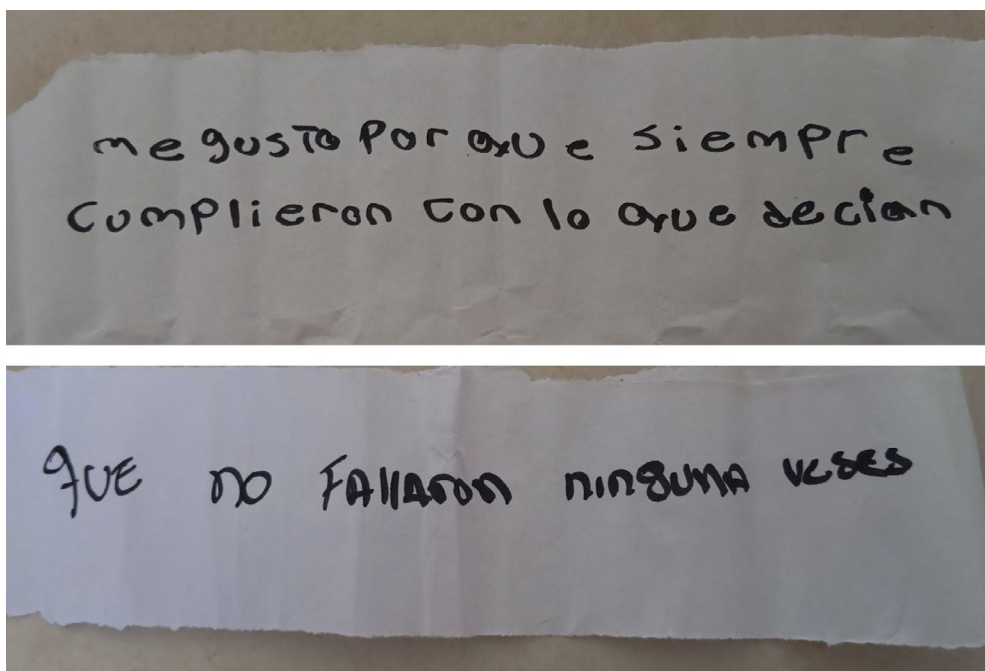 me gusto Por que siempre
cumplieron con lo que decian
que no FAllaron ninguna veses